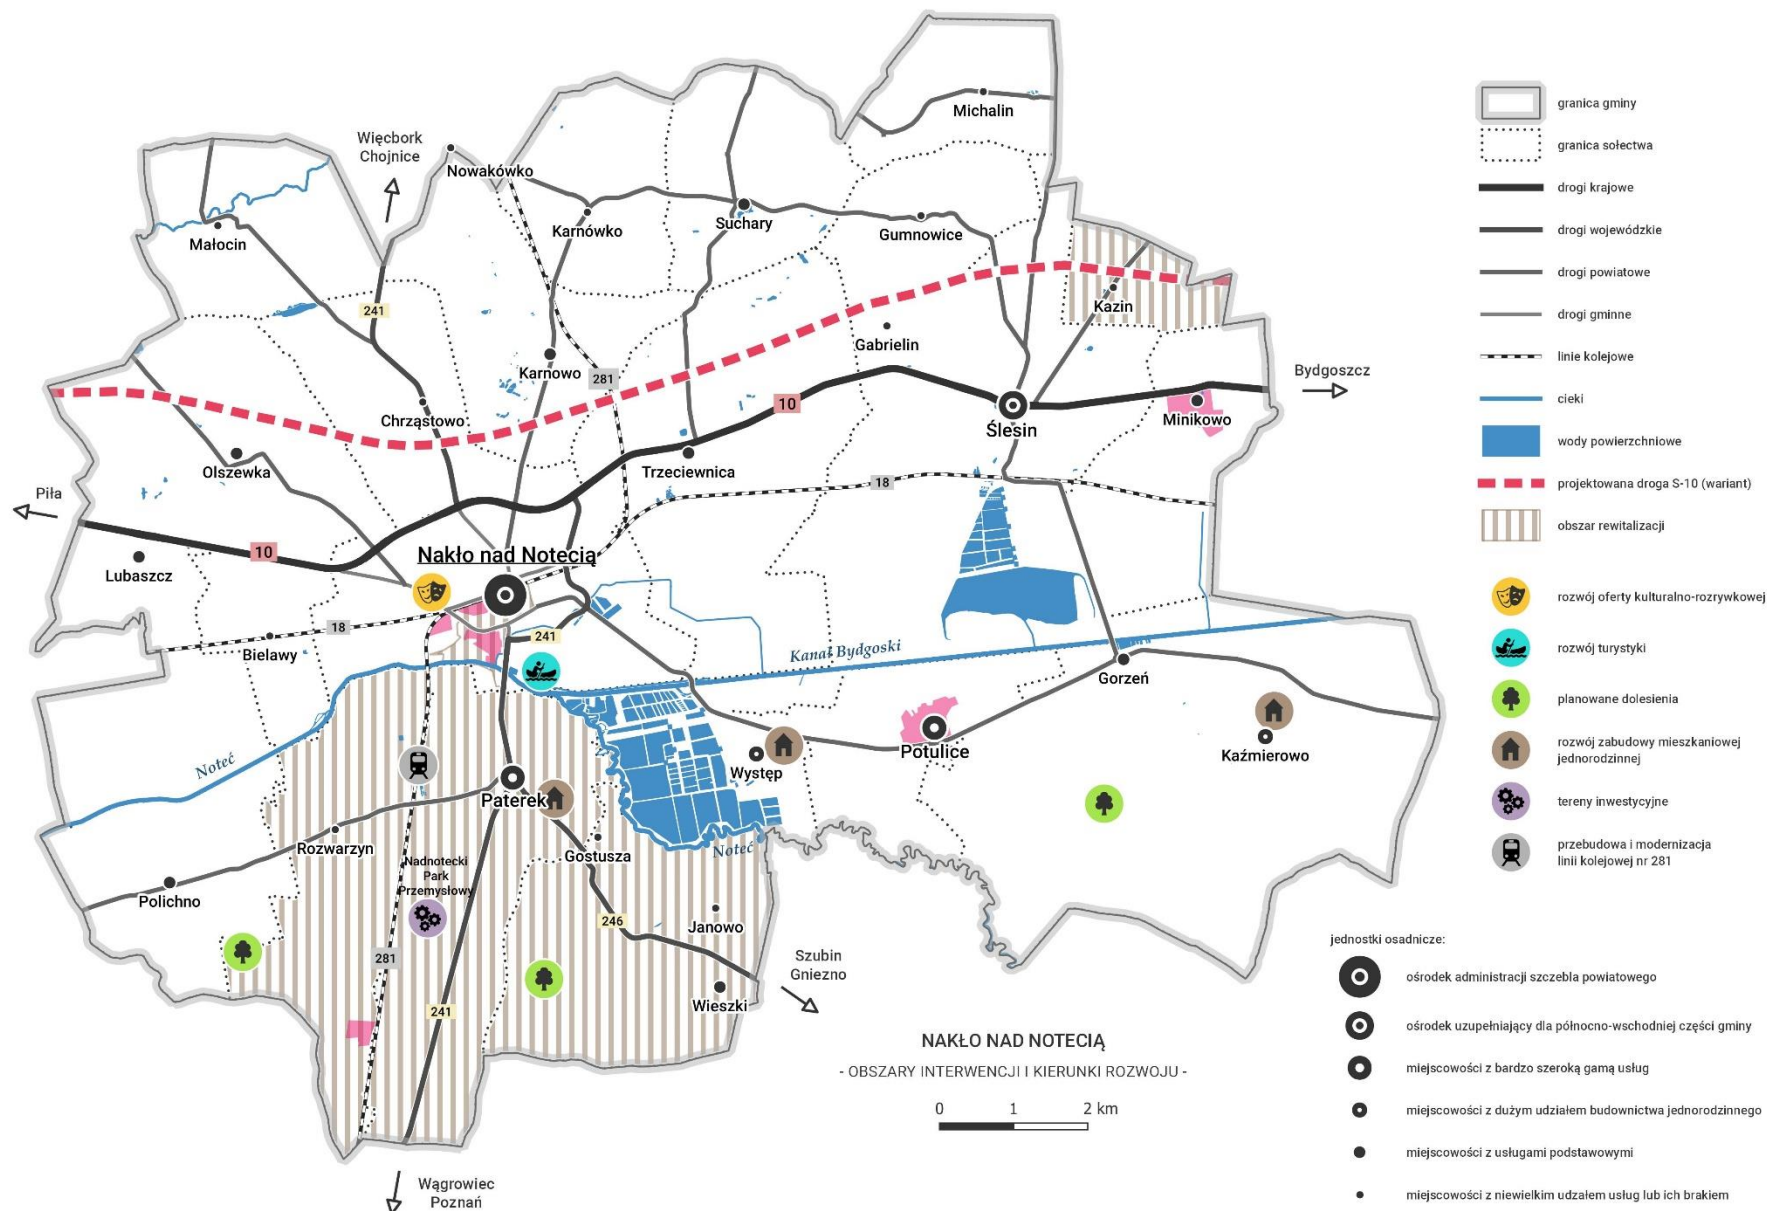 Michalin
Więcbork
Chojnice
Nowakówko
Małocin
Karnówko
Suchary
Gumnowice
241
Kazin
Gabrielin
Karnowo
281
Bydgoszcz
Chrząstowo
10
Minikowo
Ślesin
Olszewka
Trzeciewnica
Piła
18
10
Nakło nad Notecią
Lubaszcz
18
241
Bielawy
Kanał Bydgoski
Gorzeń
Noteć
Występ
Potulice
Kaźmierowo
Paterek
Rozwarzyn
Gostusza
Noteć
Nadnotecki
Park
Przemysłowy
Polichno
246
Janowo
281
Szubin
Gniezno
Wieszki
241
Wągrowiec
Poznań
NAKŁO NAD NOTECIĄ
- OBSZARY INTERWENCJI I KIERUNKI ROZWOJU -
0 1 2 km
granica gminy
granica sołectwa
drogi krajowe
drogi wojewódzkie
drogi powiatowe
drogi gminne
linie kolejowe
cieki
wody powierzchniowe
projektowana droga S-10 (wariant)
obszar rewitalizacji
rozwój oferty kulturalno-rozrywkowej
rozwój turystyki
planowane dolesienia
rozwój zabudowy mieszkaniowej
jednorodzinnej
tereny inwestycyjne
przebudowa i modernizacja
linii kolejowej nr 281
jednostki osadnicze:
ośrodek administracji szczebla powiatowego
ośrodek uzupełniający dla północno-wschodniej części gminy
miejscowości z bardzo szeroką gamą usług
miejscowości z dużym udziałem budownictwa jednorodzinnego
miejscowości z usługami podstawowymi
miejscowości z niewielkim udzałem usług lub ich brakiem